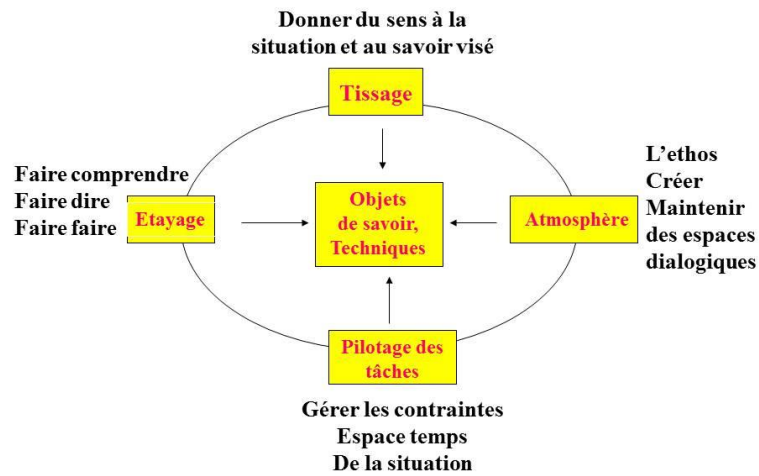 Donner du sens à la
situation et au savoir visé
Tissage
Faire comprendre
Faire dire
Faire faire
Etayage
Objets
de savoir,
Techniques
Atmosphère
L'ethos
Créer
Maintenir
des espaces
dialogiques
Pilotage des
tâches
Gérer les contraintes
Espace temps
De la situation